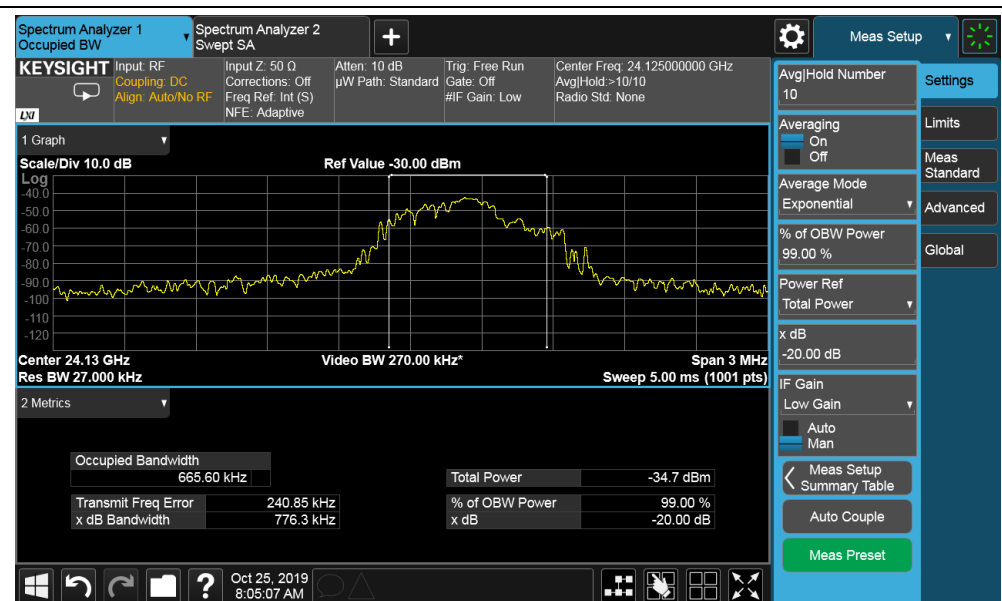 Spectrum Analyzer 1
Occupied BW
Spectrum Analyzer 2
Swept SA
Meas Setup
KEYSIGHT
LXI
Input: RF
Coupling: DC
Align: Auto/No RF
Input Z: 50 Ω
Corrections: Off
Freq Ref: Int (S)
NFE: Adaptive
Atten: 10 dB
µW Path: Standard
Trig: Free Run
Gate: Off
#IF Gain: Low
Center Freq: 24.125000000 GHz
Avg|Hold:>10/10
Radio Std: None
1 Graph
Scale/Div 10.0 dB
Ref Value -30.00 dBm
Log
-40.0
-50.0
-60.0
-70.0
-80.0
-90.0
-100
-110
-120
Center 24.13 GHz
Video BW 270.00 kHz*
Span 3 MHz
Res BW 27.000 kHz
Sweep 5.00 ms (1001 pts)
2 Metrics
Occupied Bandwidth
665.60 kHz
Total Power -34.7 dBm
Transmit Freq Error 240.85 kHz
% of OBW Power 99.00 %
x dB Bandwidth 776.3 kHz
x dB -20.00 dB
Avg|Hold Number
10
Averaging
On
Off
Average Mode
Exponential
% of OBW Power
99.00 %
Power Ref
Total Power
x dB
-20.00 dB
IF Gain
Low Gain
Auto
Man
Meas Setup
Summary Table
Auto Couple
Meas Preset
Settings
Limits
Meas
Standard
Advanced
Global
?
Oct 25, 2019
8:05:07 AM